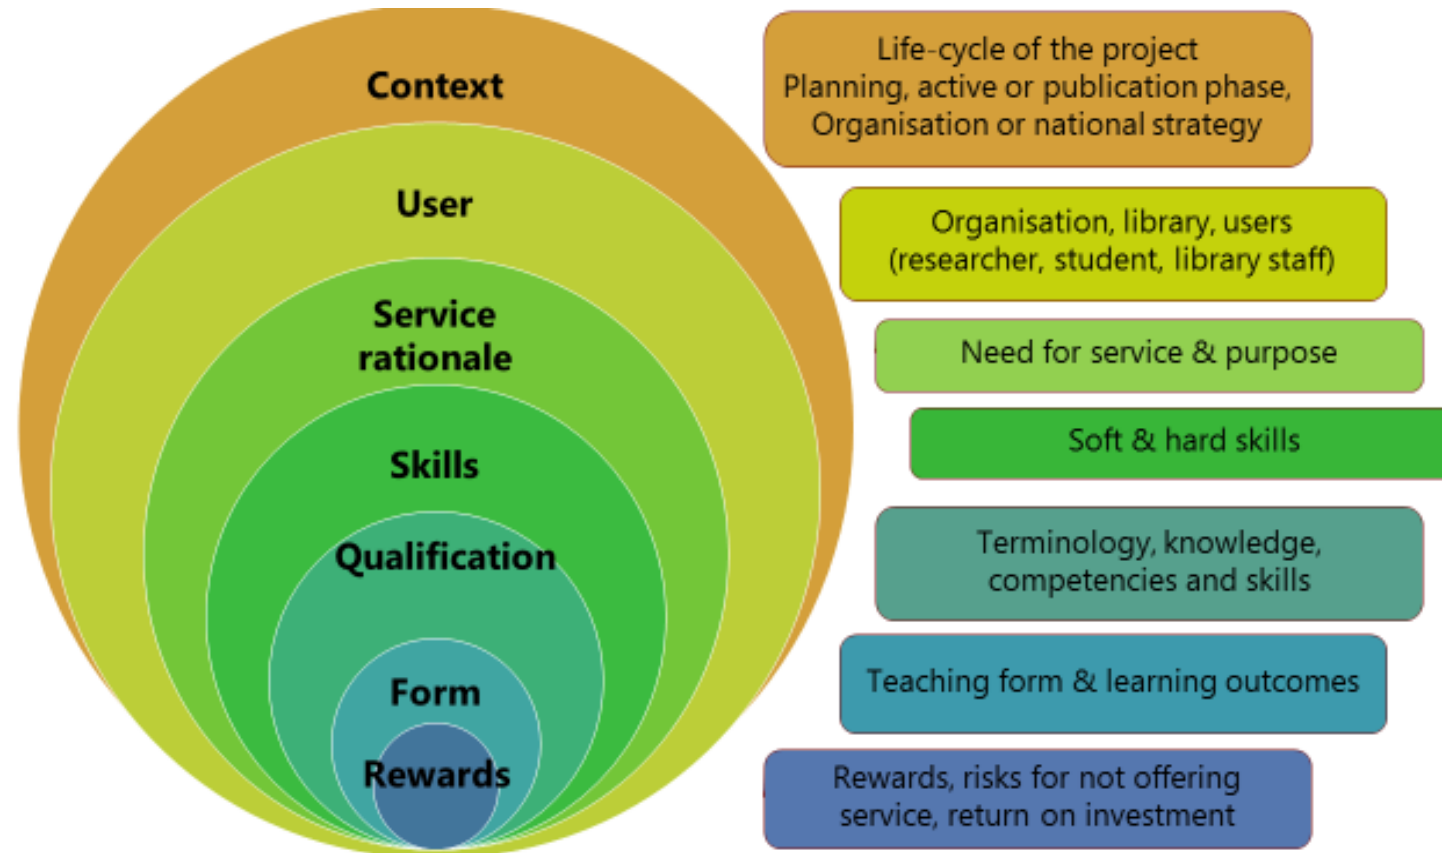 Context
User
Service
rationale
Skills
Qualification
Form
Rewards
Life-cycle of the project
Planning, active or publication phase,
Organisation or national strategy
Organisation, library, users
(researcher, student, library staff)
Need for service & purpose
Soft & hard skills
Terminology, knowledge,
competencies and skills
Teaching form & learning outcomes
Rewards, risks for not offering
service, return on investment